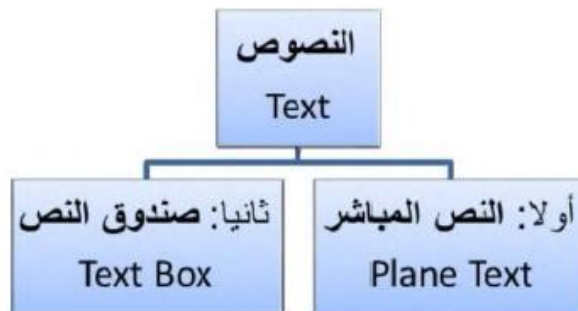 النصوص
Text
أولا: النص المباشر
Plane Text
ثانيا: صندوق النص
Text Box